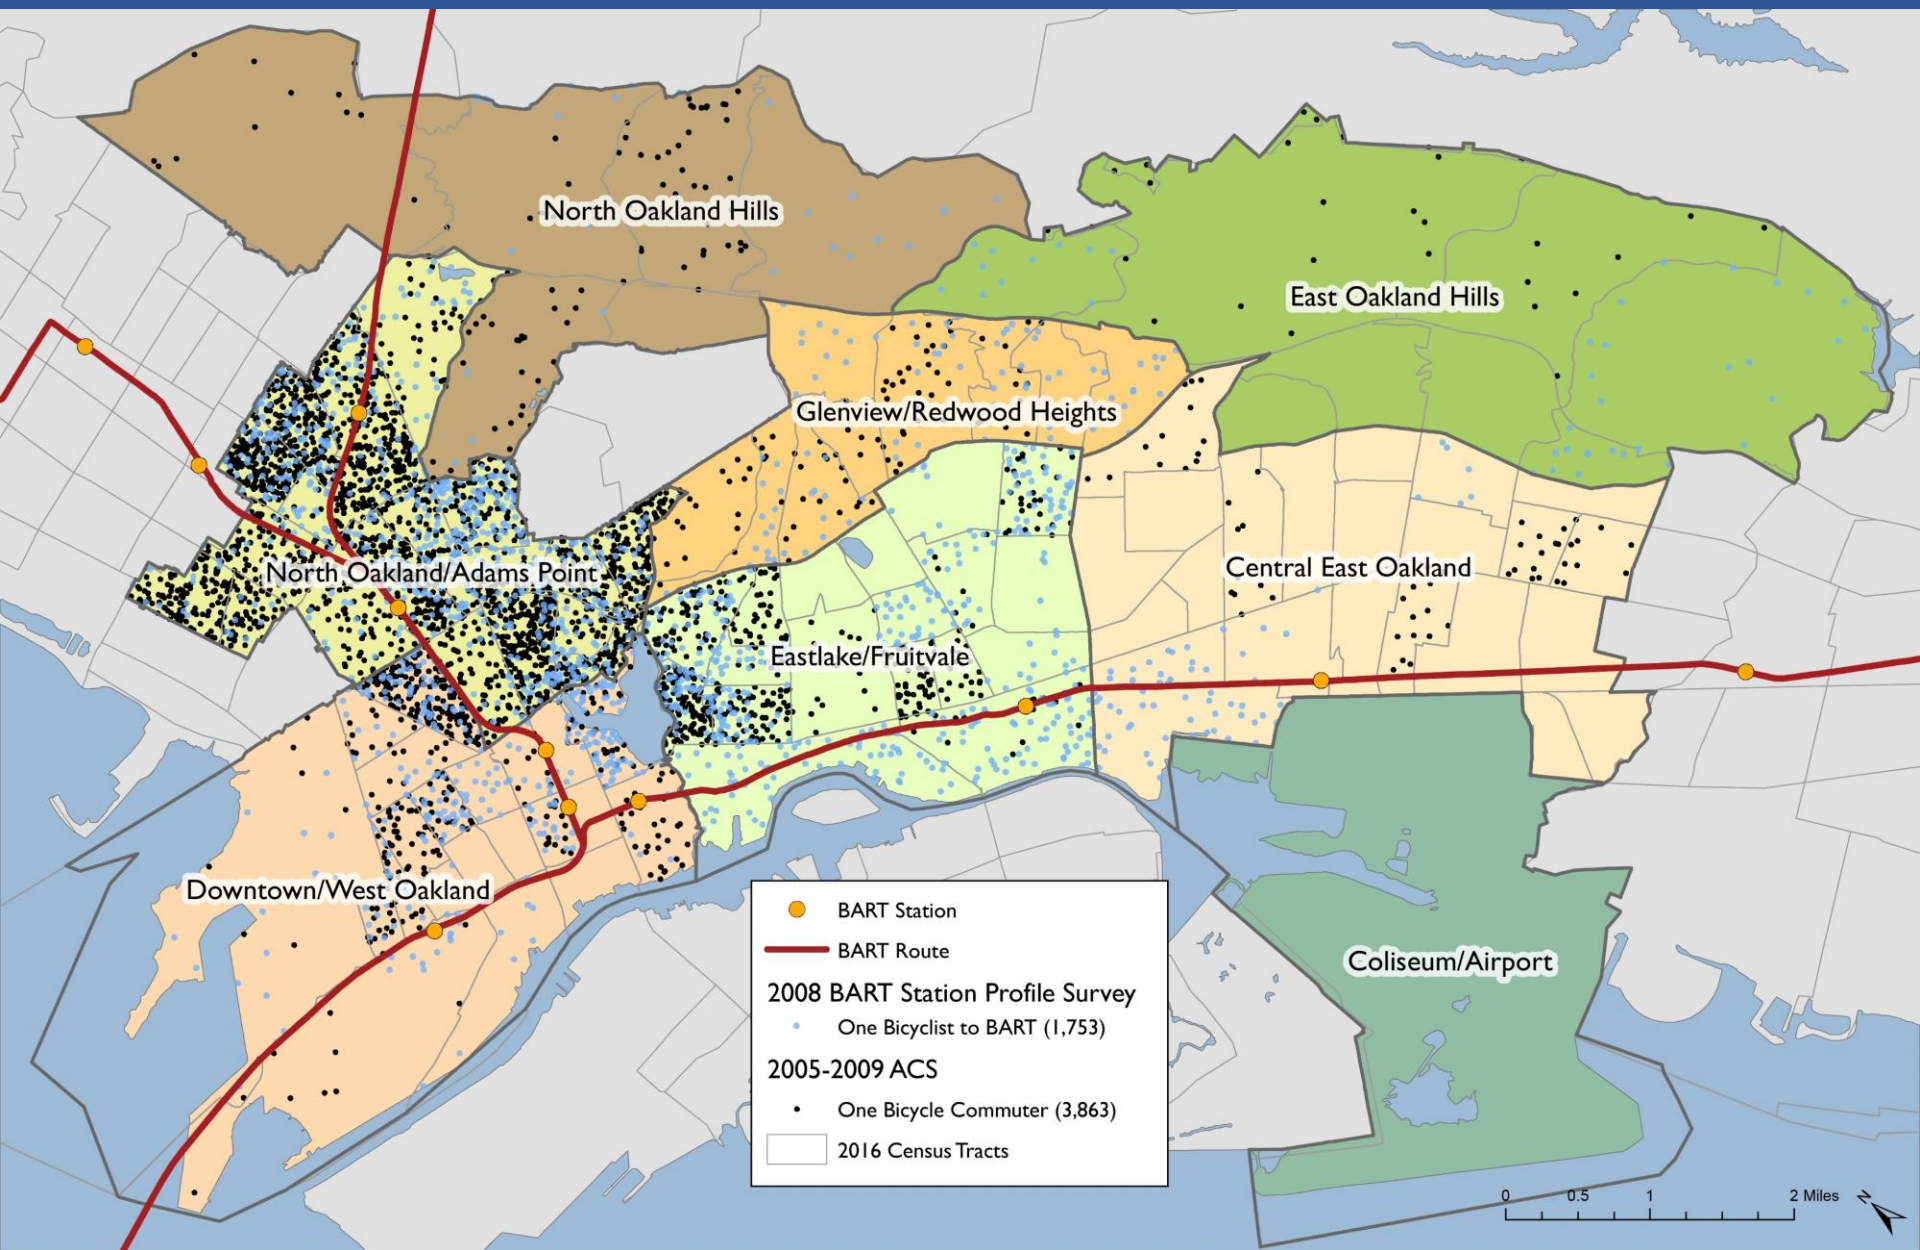 North Oakland Hills
East Oakland Hills
Glenview/Redwood Heights
North Oakland/Adams Point
Central East Oakland
Eastlake/Fruitvale
Downtown/West Oakland
Coliseum/Airport
BART Station
BART Route
2008 BART Station Profile Survey
One Bicyclist to BART (1,753)
2005-2009 ACS
One Bicycle Commuter (3,863)
2016 Census Tracts
0 0.5 1 2 Miles
N